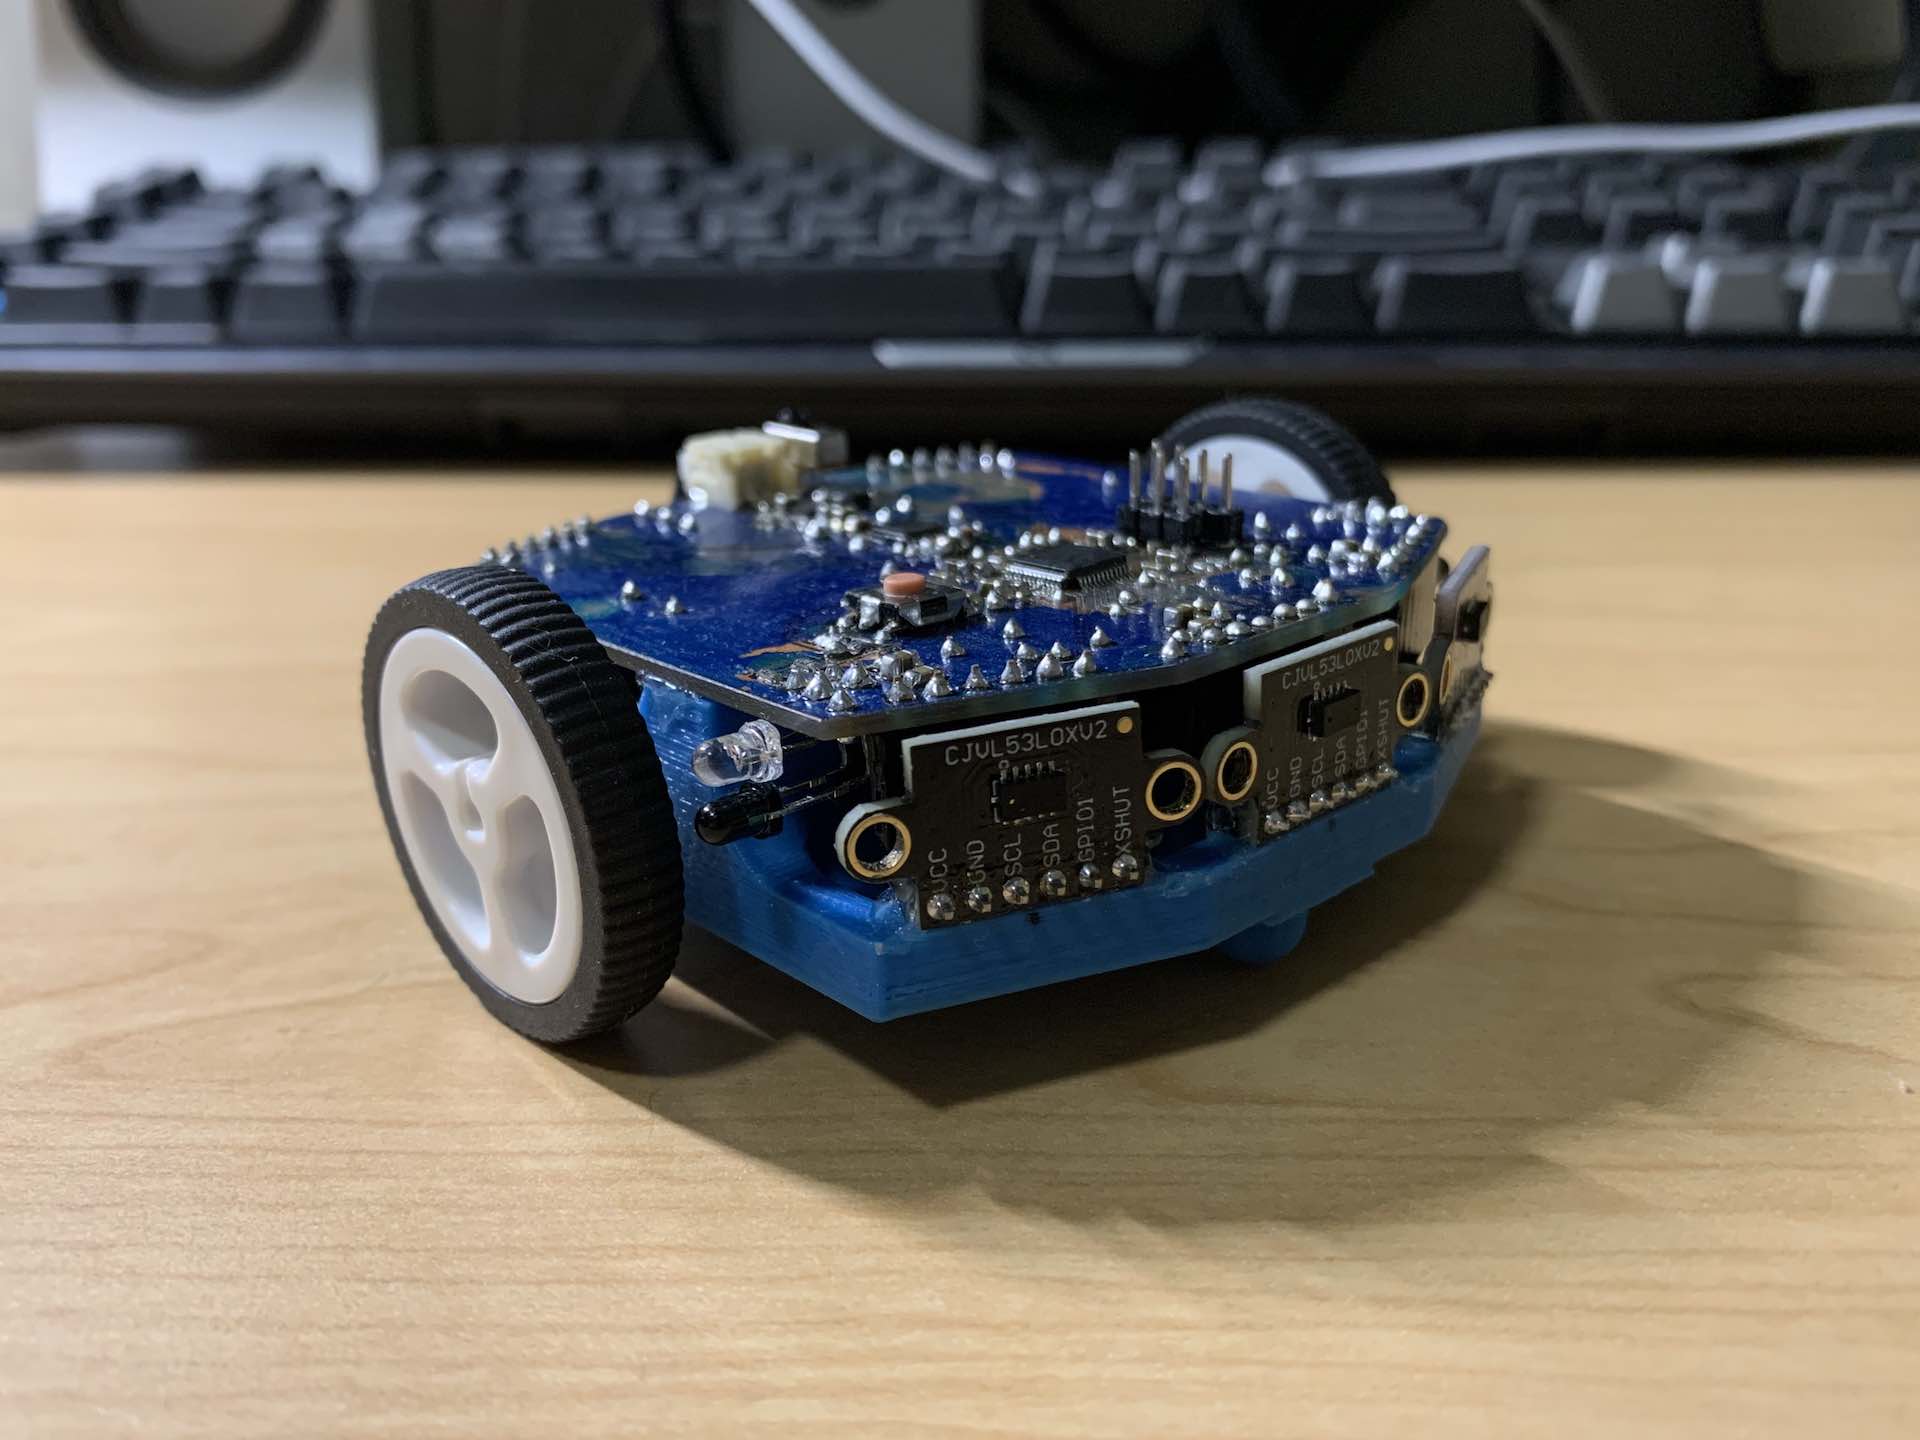 CJVL53L0XV2
VCC
GND
SCL
SDA
GPIO1
XSHUT
CJVL53L0XV2
VCC
GND
SCL
SDA
GPIO1
XSHUT